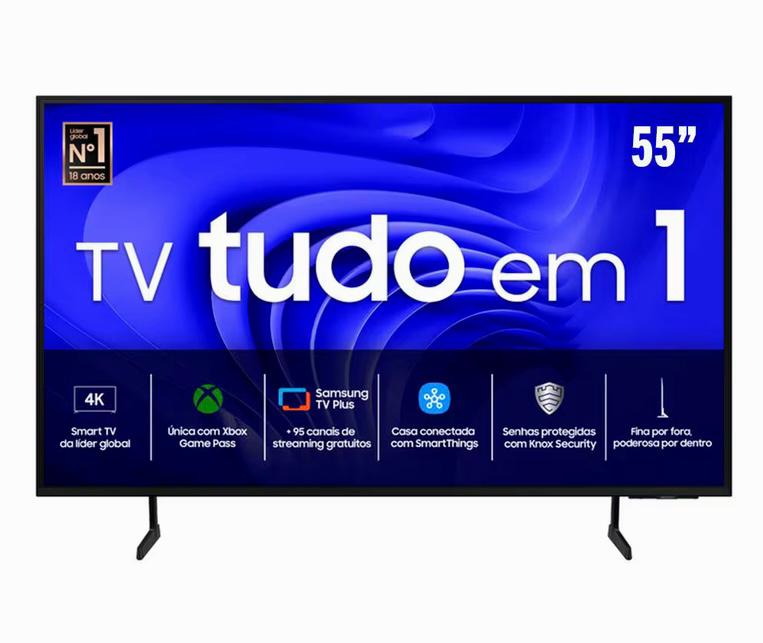 Líder
global
Nº1
18 anos
55”
TV tudo em 1
4K
Smart TV
da líder global
Única com Xbox
Game Pass
Samsung
TV Plus
+95 canais de
streaming gratuitos
Casa conectada
com SmartThings
Senhas protegidas
com Knox Security
Fina por fora,
poderosa por dentro